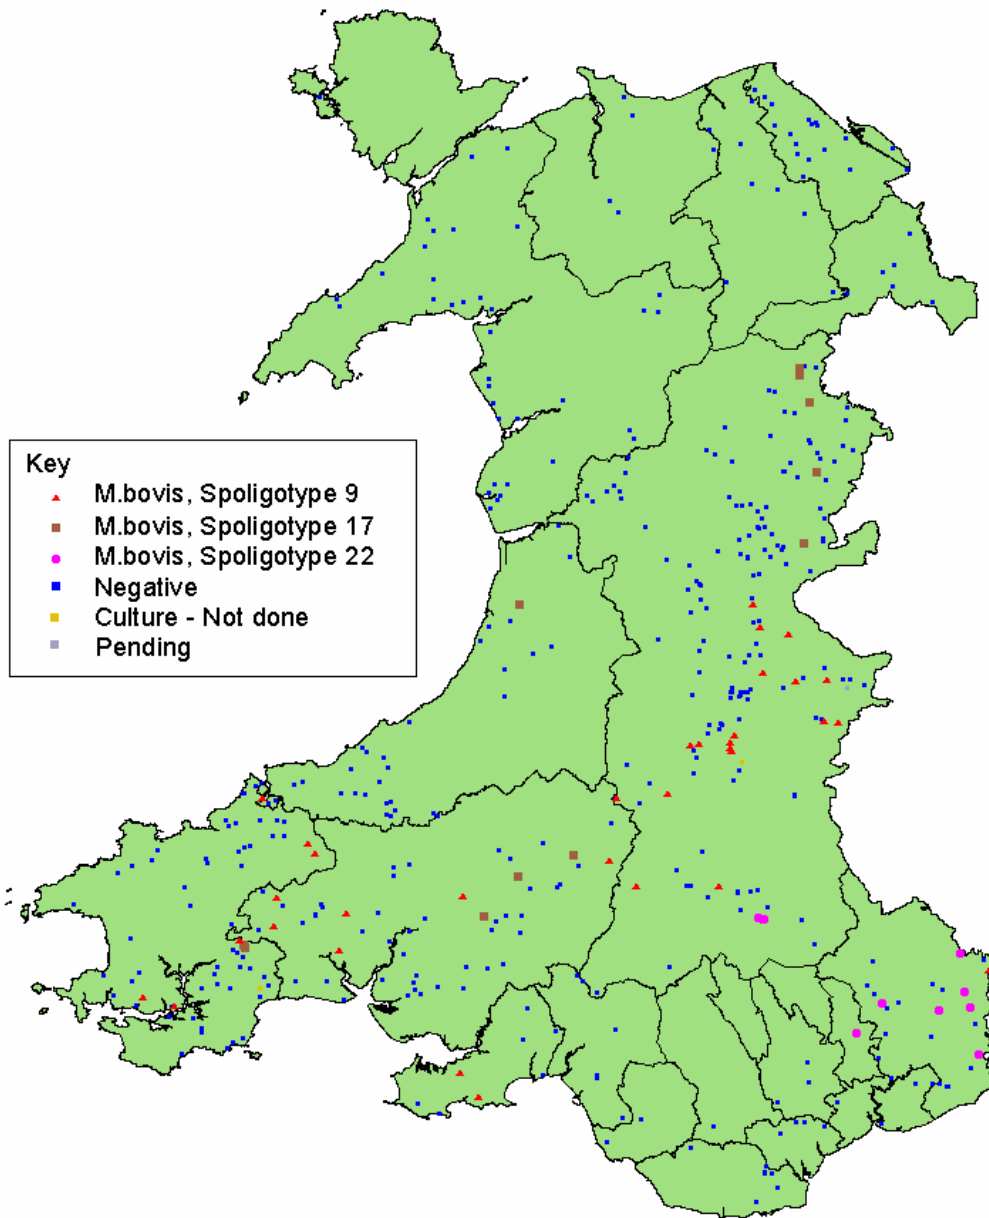 Key
M.bovis, Spoligotype 9
M.bovis, Spoligotype 17
M.bovis, Spoligotype 22
Negative
Culture - Not done
Pending